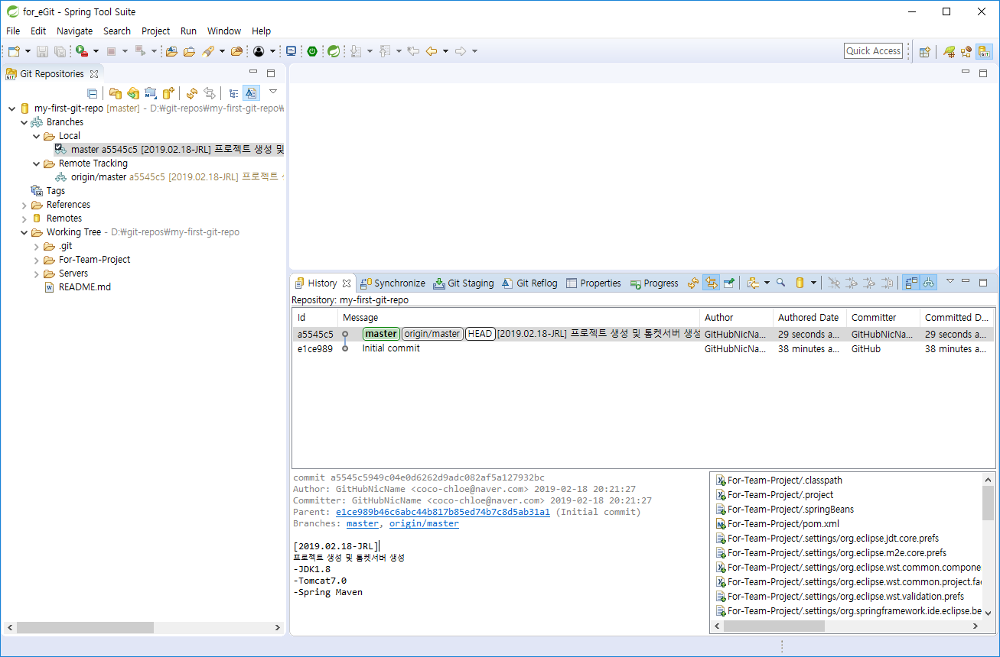 for_eGit - Spring Tool Suite
File Edit Navigate Search Project Run Window Help
Quick Access
Git Repositories
my-first-git-repo [master] - D:₩git-repos₩my-first-git-repo₩
Branches
Local
master a5545c5 [2019.02.18-JRL] 프로젝트 생성 및
Remote Tracking
origin/master a5545c5 [2019.02.18-JRL] 프로젝트
Tags
References
Remotes
Working Tree - D:₩git-repos₩my-first-git-repo
.git
For-Team-Project
Servers
README.md
History Synchronize Git Staging Git Reflog Properties Progress
Repository: my-first-git-repo
Id Message Author Authored Date Committer Committed D...
a5545c5 master origin/master HEAD [2019.02.18-JRL] 프로젝트 생성 및 톰켓서버 생성 GitHubNicNa... 29 seconds a... GitHubNicNa... 29 seconds a...
e1ce989 Initial commit GitHubNicNa... 38 minutes a... GitHub 38 minutes a...
commit a5545c5949c04e0d6262d9adc082af5a127932bc
Author: GitHubNicName <coco-chloe@naver.com> 2019-02-18 20:21:27
Committer: GitHubNicName <coco-chloe@naver.com> 2019-02-18 20:21:27
Parent: e1ce989b46c6abc44b817b85ed74b7c8d5ab31a1 (Initial commit)
Branches: master, origin/master
[2019.02.18-JRL]
프로젝트 생성 및 톰켓서버 생성
-JDK1.8
-Tomcat7.0
-Spring Maven
For-Team-Project/.classpath
For-Team-Project/.project
For-Team-Project/.springBeans
For-Team-Project/pom.xml
For-Team-Project/.settings/org.eclipse.jdt.core.prefs
For-Team-Project/.settings/org.eclipse.m2e.core.prefs
For-Team-Project/.settings/org.eclipse.wst.common.compone
For-Team-Project/.settings/org.eclipse.wst.common.project.fa
For-Team-Project/.settings/org.eclipse.wst.validation.prefs
For-Team-Project/.settings/org.springframework.ide.eclipse.be